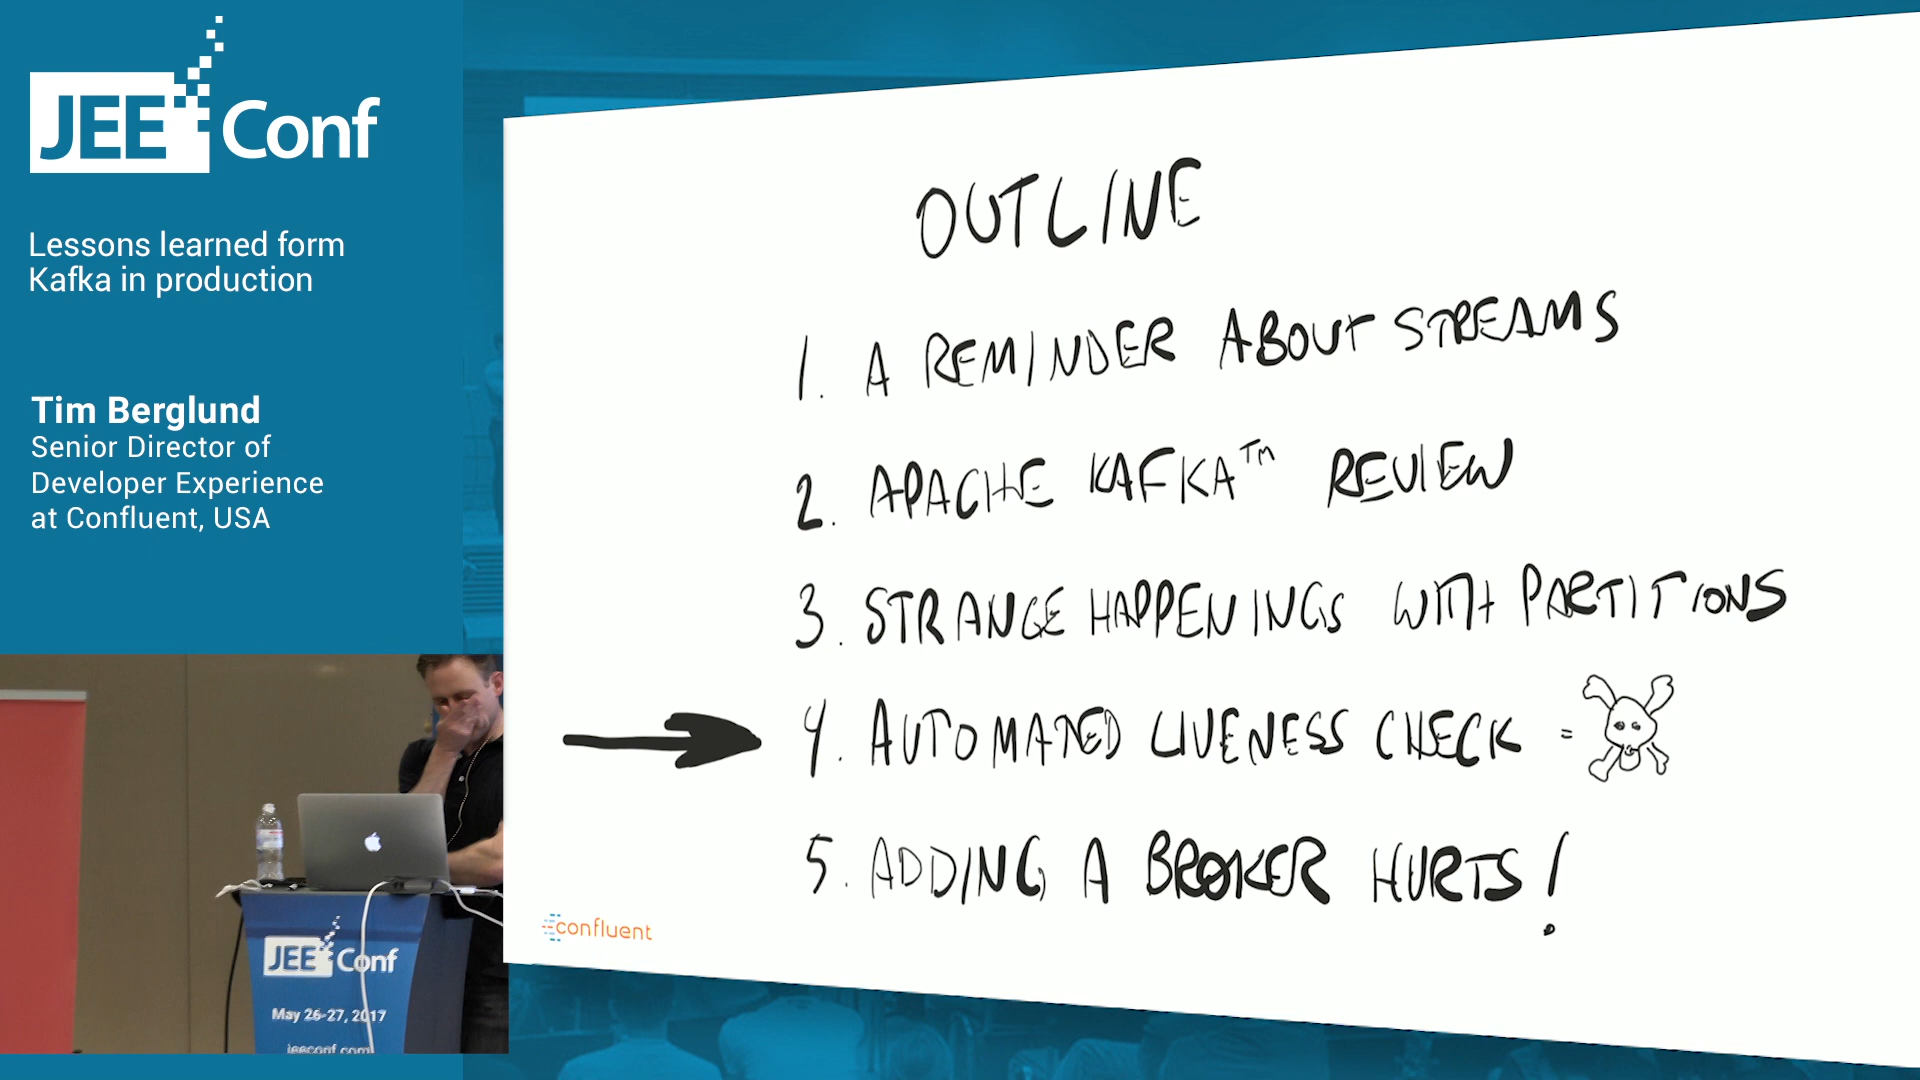 JEE Conf
Lessons learned form
Kafka in production
Tim Berglund
Senior Director of
Developer Experience
at Confluent, USA
OUTLINE
1. A REMINDER ABOUT STREAMS
2. APACHE KAFKA™ REVIEW
3. STRANGE HAPPENINGS WITH PARTITIONS
4. AUTOMATED LIVENESS CHECK =
5. ADDING A BROKER HURTS!
confluent
JEE Conf
May 26-27, 2017
jeeconf.com